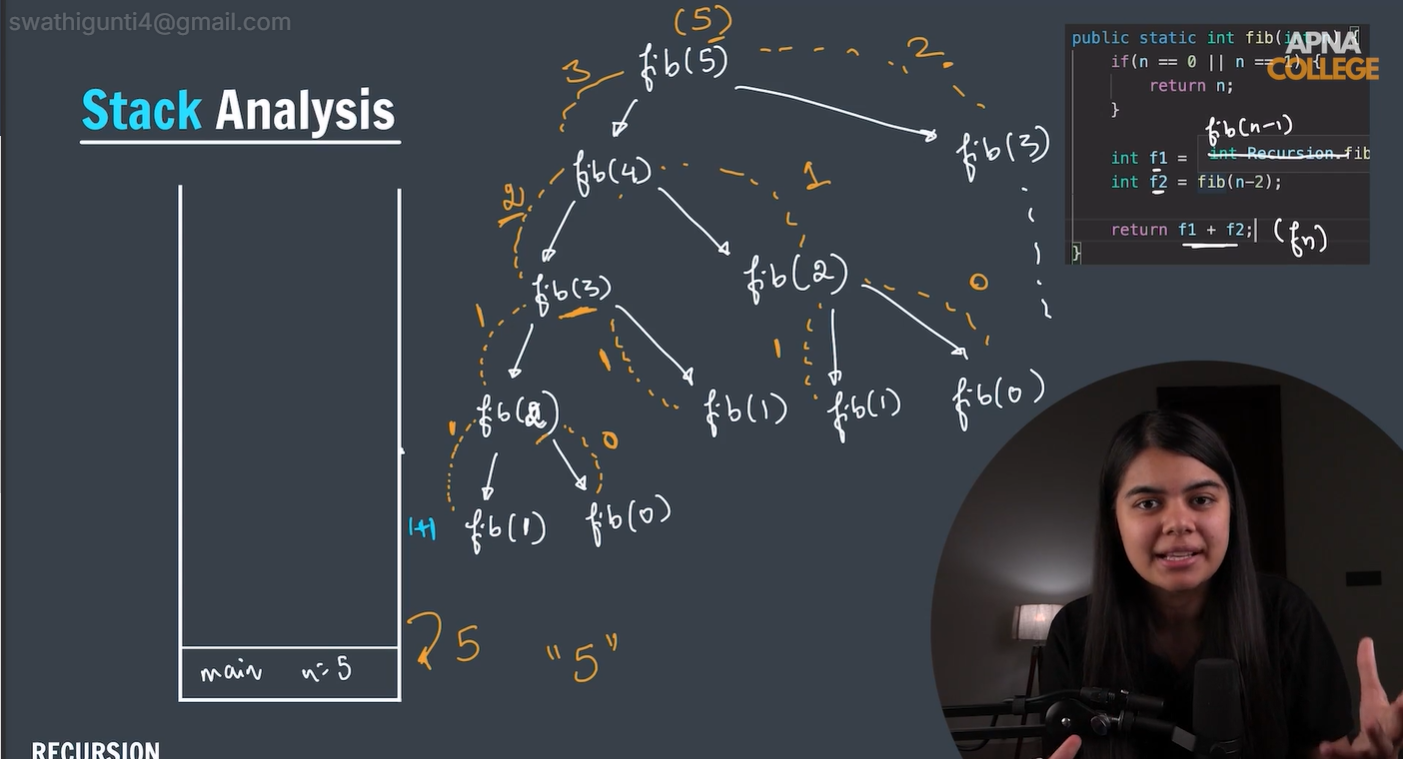 swathigunti4@gmail.com
Stack Analysis
(5)
fib(5)
3
2
fib(4)
fib(3)
2
1
fib(3)
fib(2)
1
1
1
0
fib(2)
fib(1)
fib(1)
fib(0)
1
0
1+1
fib(1)
fib(0)
main n=5
5
"5"
RECURSION
public static int fib(int n) {
if(n == 0 || n == 1) {
return n;
}
fib(n-1)
int f1 = int Recursion.fib
int f2 = fib(n-2);
return f1 + f2; (fn)
}
APNA
COLLEGE